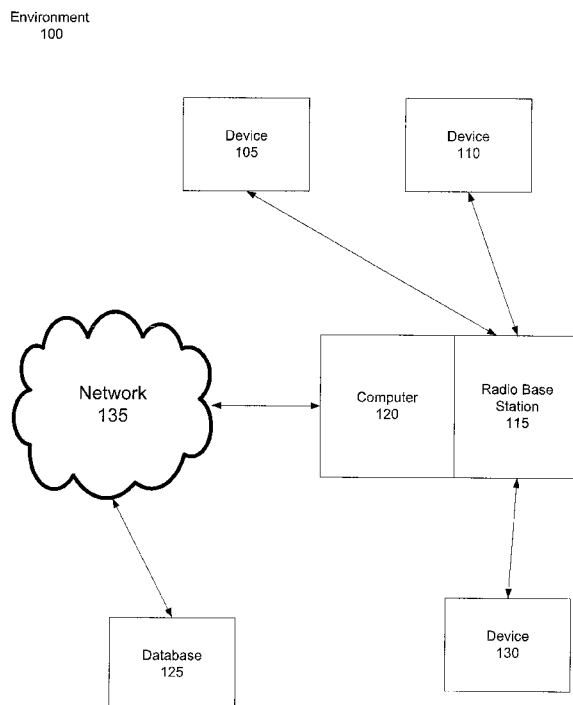 Environment
100
Device
105
Device
110
Network
135
Computer
120
Radio Base
Station
115
Database
125
Device
130